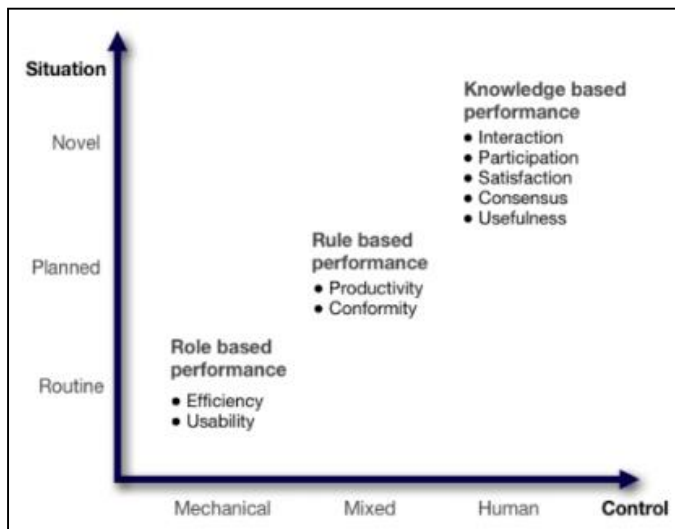 Situation
Novel
Planned
Routine
Knowledge based
performance
• Interaction
• Participation
• Satisfaction
• Consensus
• Usefulness
Rule based
performance
• Productivity
• Conformity
Role based
performance
• Efficiency
• Usability
Mechanical
Mixed
Human
Control